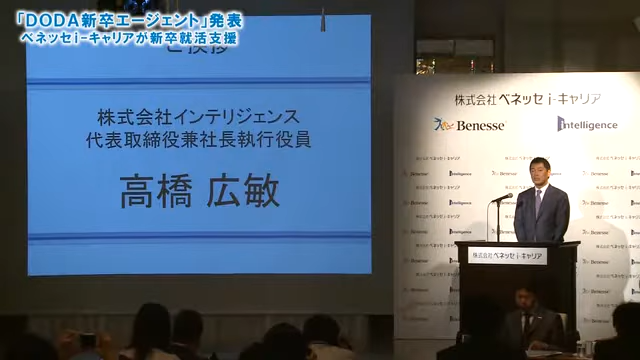 「DODA新卒エージェント」発表
ベネッセi-キャリアが新卒就活支援
ご挨拶
株式会社インテリジェンス
代表取締役兼社長執行役員
高橋 広敏
株式会社 ベネッセ i-キャリア
Benesse
Intelligence
株式会社 ベネッセ i-キャリア